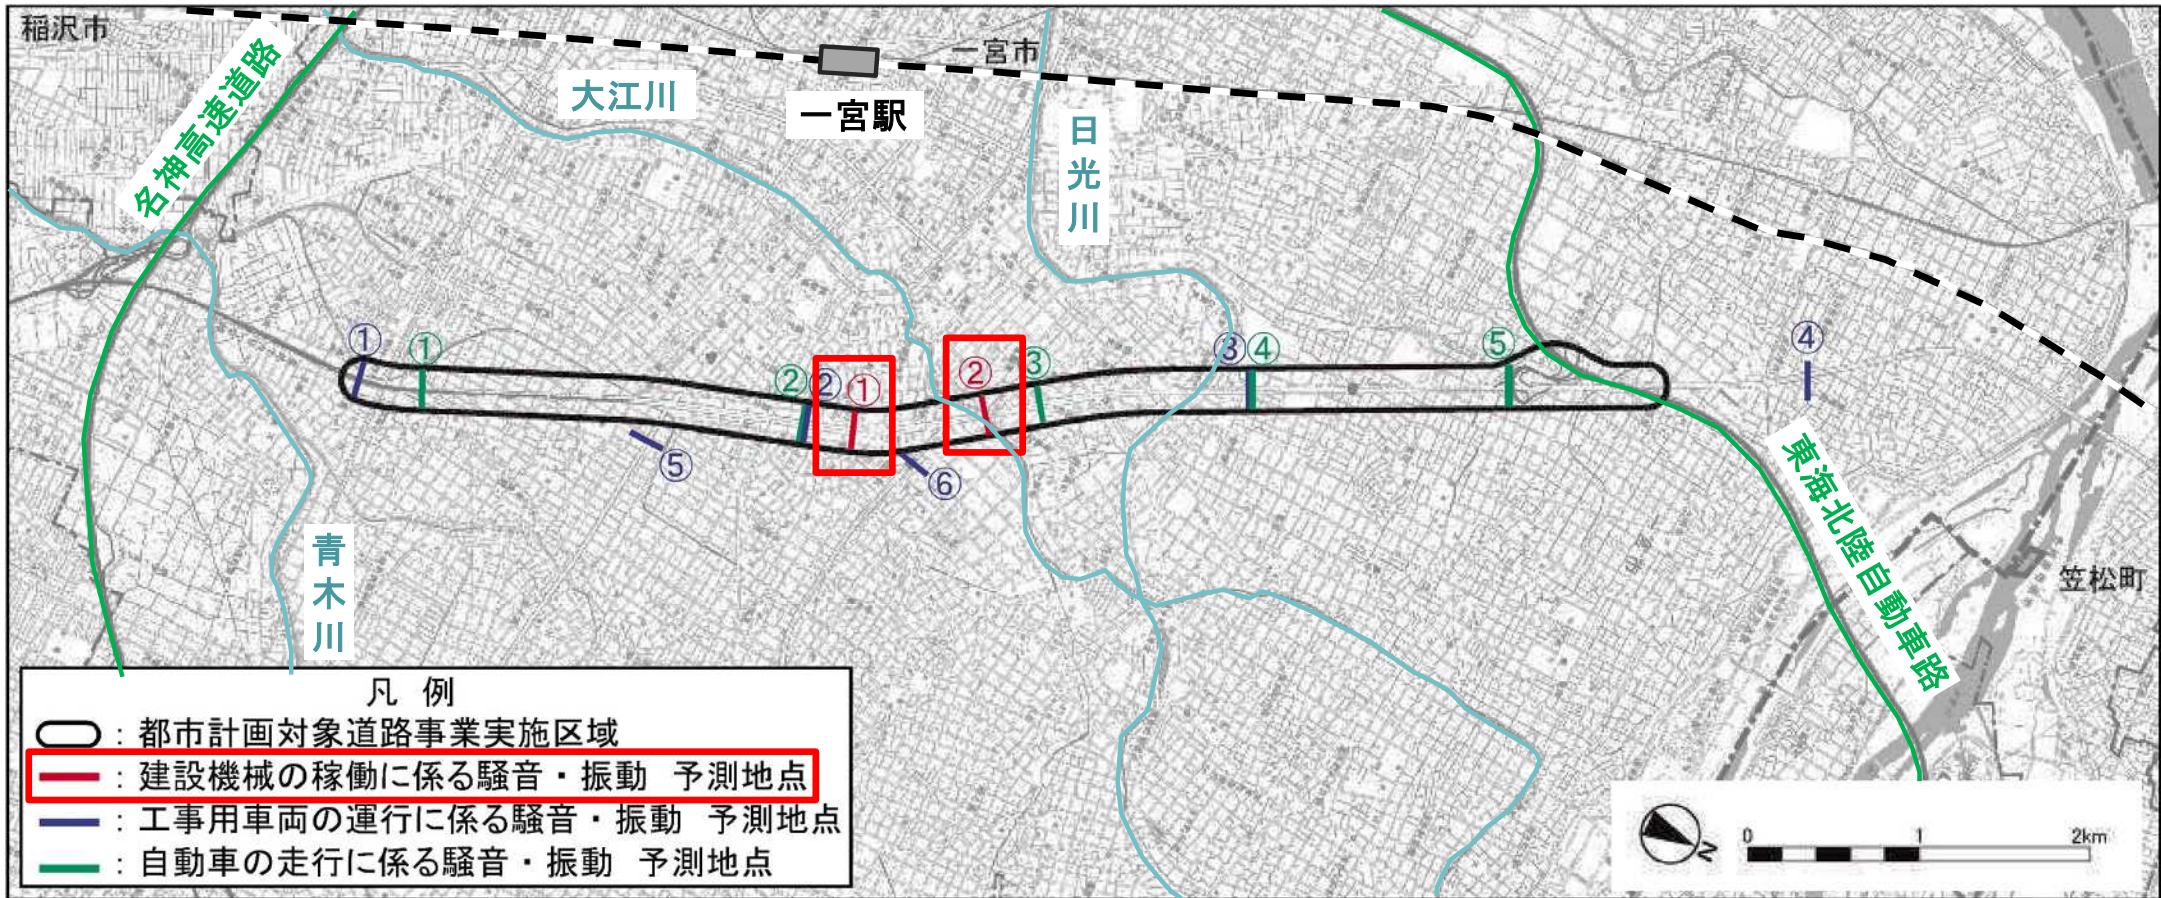 稲沢市
名神高速道路
大江川
一宮市
一宮駅
日光川
①
①
②
②
①
②
③
③
④
⑤
④
⑤
⑥
青木川
東海北陸自動車路
笠松町
凡 例
：都市計画対象道路事業実施区域
：建設機械の稼働に係る騒音・振動 予測地点
：工事用車両の運行に係る騒音・振動 予測地点
：自動車の走行に係る騒音・振動 予測地点
N
0 1 2km